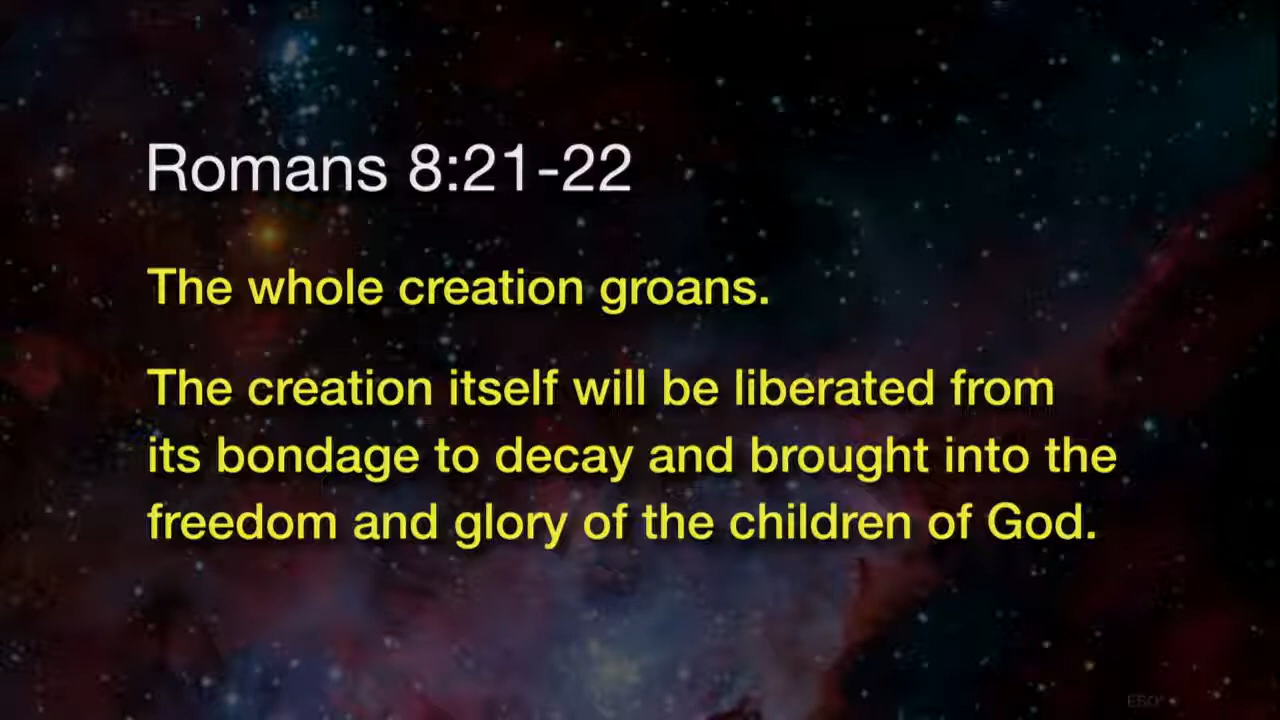 Romans 8:21-22
The whole creation groans.
The creation itself will be liberated from
its bondage to decay and brought into the
freedom and glory of the children of God.
ESO